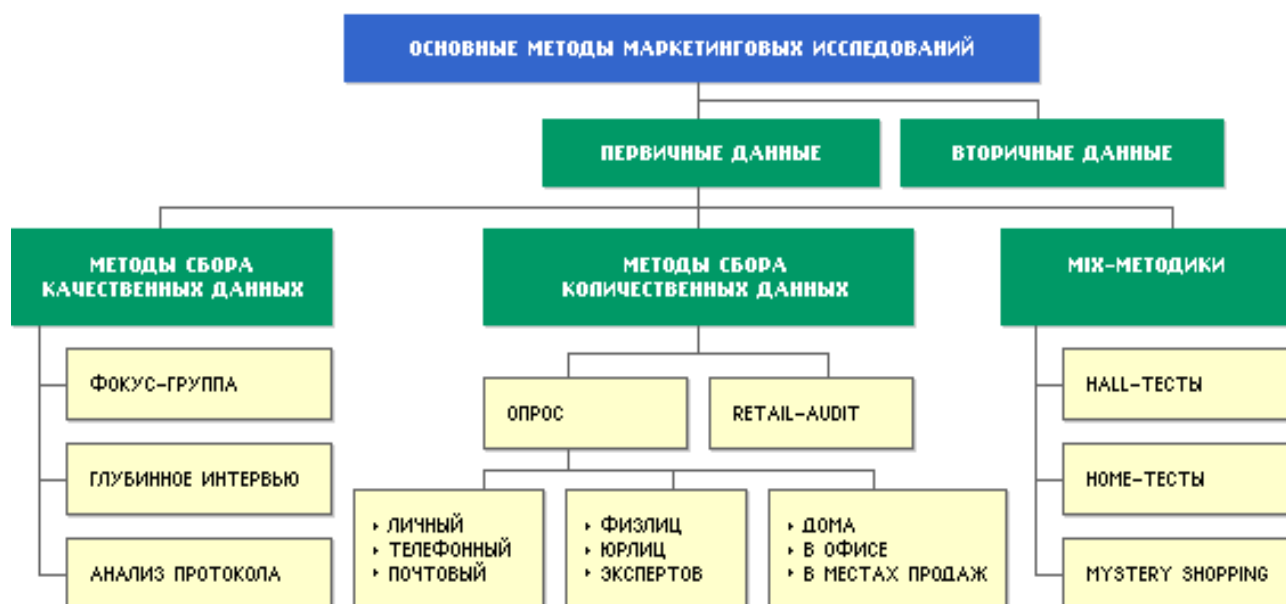 ОСНОВНЫЕ МЕТОДЫ МАРКЕТИНГОВЫХ ИССЛЕДОВАНИЙ
ПЕРВИЧНЫЕ ДАННЫЕ
ВТОРИЧНЫЕ ДАННЫЕ
МЕТОДЫ СБОРА
КАЧЕСТВЕННЫХ ДАННЫХ
МЕТОДЫ СБОРА
КОЛИЧЕСТВЕННЫХ ДАННЫХ
MIX-МЕТОДИКИ
ФОКУС-ГРУППА
ГЛУБИННОЕ ИНТЕРВЬЮ
АНАЛИЗ ПРОТОКОЛА
ОПРОС
RETAIL-AUDIT
‣ ЛИЧНЫЙ
‣ ТЕЛЕФОННЫЙ
‣ ПОЧТОВЫЙ
‣ ФИЗЛИЦ
‣ ЮРЛИЦ
‣ ЭКСПЕРТОВ
‣ ДОМА
‣ В ОФИСЕ
‣ В МЕСТАХ ПРОДАЖ
HALL-ТЕСТЫ
HOME-ТЕСТЫ
MYSTERY SHOPPING